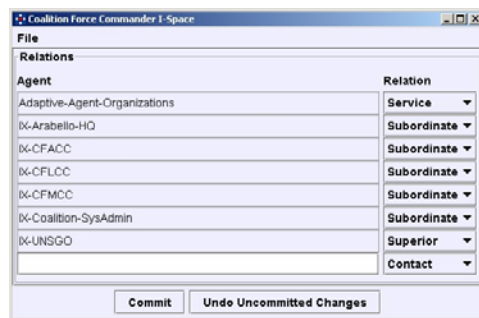 Coalition Force Commander I-Space
File
Relations
Agent Relation
Adaptive-Agent-Organizations Service
IX-Arabello-HQ Subordinate
IX-CFACC Subordinate
IX-CFLCC Subordinate
IX-CFMCC Subordinate
IX-Coalition-SysAdmin Subordinate
IX-UNSGO Superior
Contact
Commit Undo Uncommitted Changes